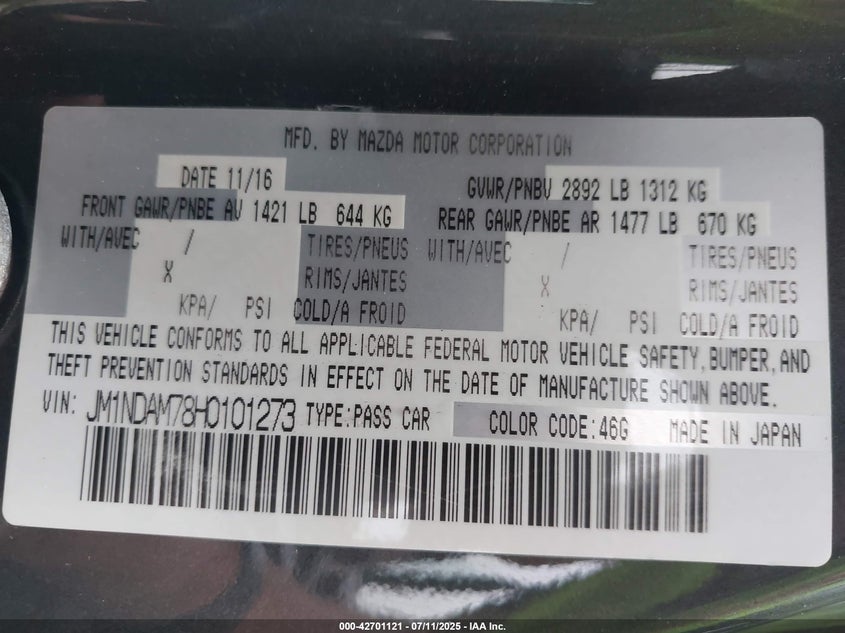 MFD. BY MAZDA MOTOR CORPORATION
DATE 11/16 GVWR/PNBV 2892 LB 1312 KG
FRONT GAWR/PNBE AV 1421 LB 644 KG REAR GAWR/PNBE AR 1477 LB 670 KG
WITH/AVEC / TIRES/PNEUS WITH/AVEC / TIRES/PNEUS
X RIMS/JANTES X RIMS/JANTES
KPA/ PSI COLD/A FROID KPA/ PSI COLD/A FROID
THIS VEHICLE CONFORMS TO ALL APPLICABLE FEDERAL MOTOR VEHICLE SAFETY, BUMPER, AND
THEFT PREVENTION STANDARDS IN EFFECT ON THE DATE OF MANUFACTURE SHOWN ABOVE.
VIN: JM1NDAM78H0101273 TYPE:PASS CAR COLOR CODE:46G MADE IN JAPAN
000-42701121 - 07/11/2025 - IAA Inc.